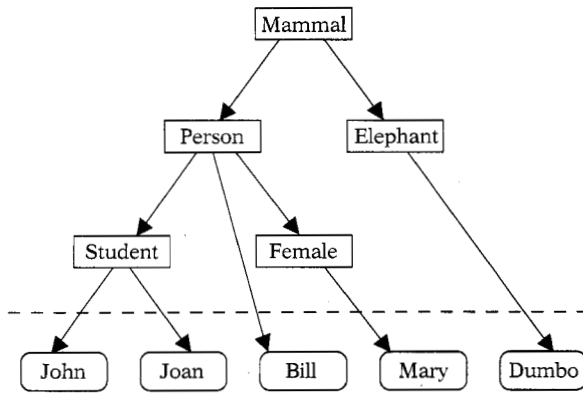 Mammal
Person
Elephant
Student
Female
John
Joan
Bill
Mary
Dumbo